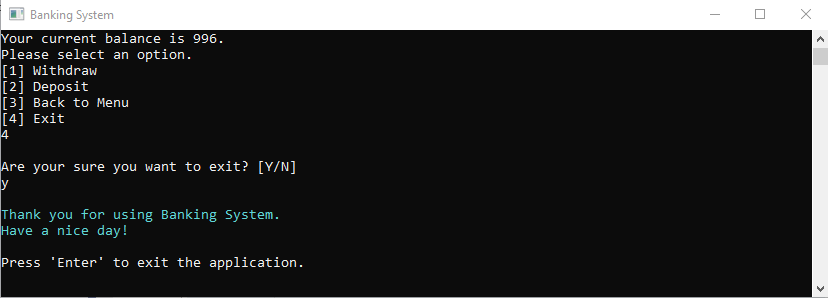 Banking System
Your current balance is 996.
Please select an option.
[1] Withdraw
[2] Deposit
[3] Back to Menu
[4] Exit
4
Are your sure you want to exit? [Y/N]
y
Thank you for using Banking System.
Have a nice day!
Press 'Enter' to exit the application.